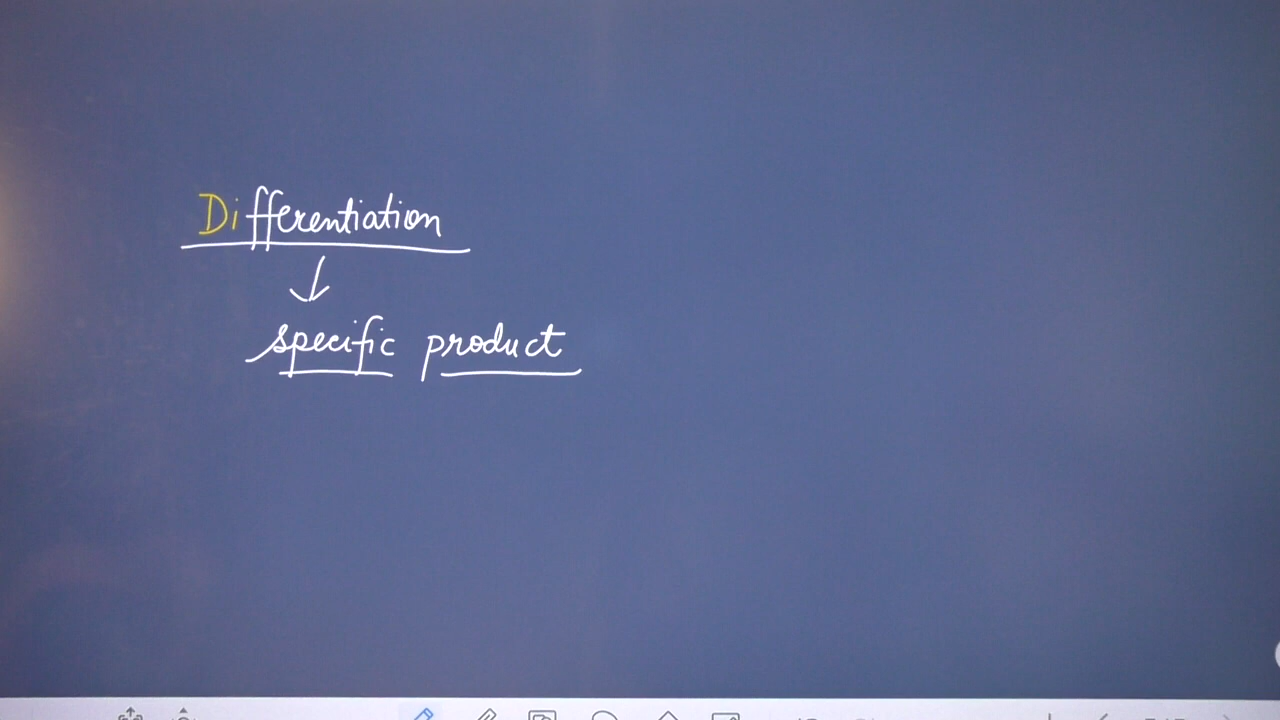 Differentiation
↓
specific product